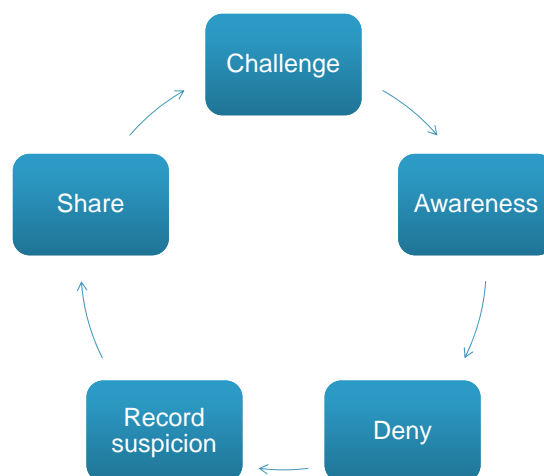 Challenge
Awareness
Deny
Record
suspicion
Share